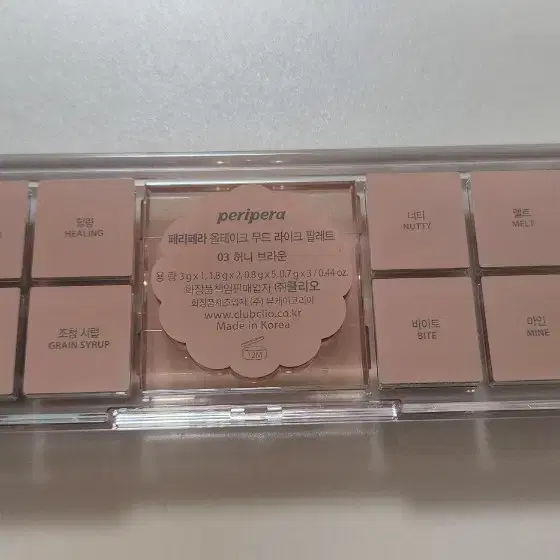 힐링
HEALING
조청 시럽
GRAIN SYRUP
peripera
페리페라 올테이크 무드 라이크 팔레트
03 허니 브라운
용 량 3g x 1, 1.8g x 2, 0.8g x 5, 0.7g x 3 / 0.44 oz.
화장품책임판매업자 (주)클리오
화장품제조업자 (주) 뷰케이코리아
www.clubclio.co.kr
Made in Korea
12M
너티
NUTTY
멜트
MELT
바이트
BITE
마인
MINE